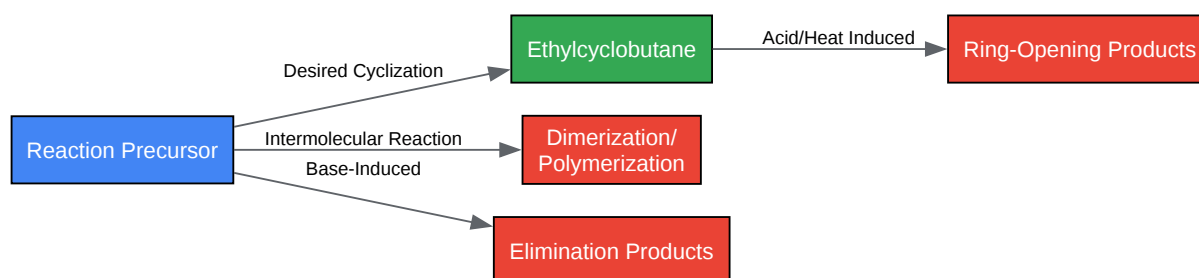 Ethylcyclobutane
Acid/Heat Induced
Ring-Opening Products
Desired Cyclization
Reaction Precursor
Intermolecular Reaction
Dimerization/
Polymerization
Base-Induced
Elimination Products